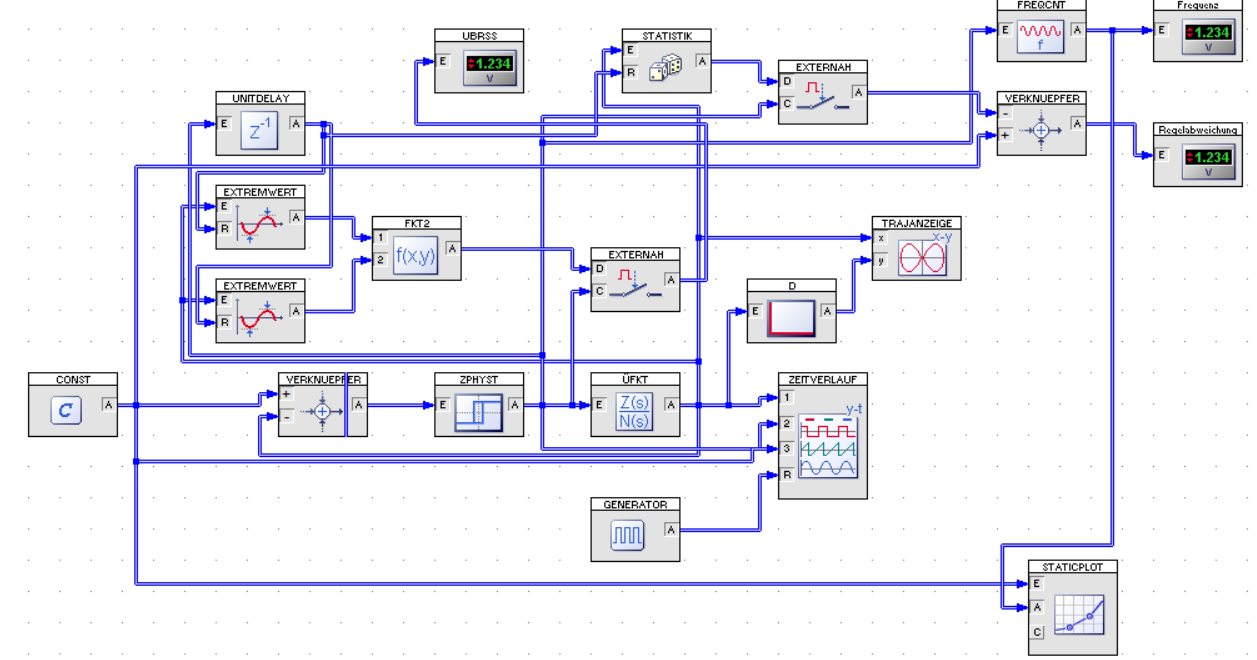 FREQCNT
E
A
f
Frequenz
E
1.234
V
UBRSS
E
1.234
V
STATISTIK
E
R
A
EXTERNAH
D
C
A
UNITDELAY
E
z-1
A
VERKNUEPFER
-
+
A
Regelabweichung
E
1.234
V
EXTREMWERT
E
R
A
FKT2
1
2
f(x,y)
A
TRAJANZEIGE
x
y
x-y
EXTERNAH
D
C
A
EXTREMWERT
E
R
A
D
E
A
CONST
C
A
VERKNUEPFER
+
-
A
ZPHYST
E
A
ÜFKT
E
Z(s)
N(s)
A
ZEITVERLAUF
1
2
3
R
y-t
GENERATOR
A
STATICPLOT
E
A
C